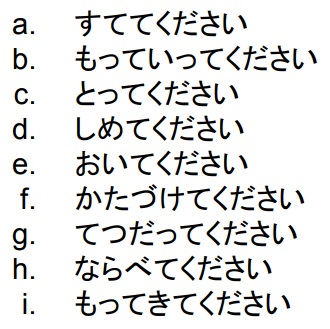 a. すててください
b. もっていってください
c. とってください
d. しめてください
e. おいてください
f. かたづけてください
g. てつだってください
h. ならべてください
i. もってきてください